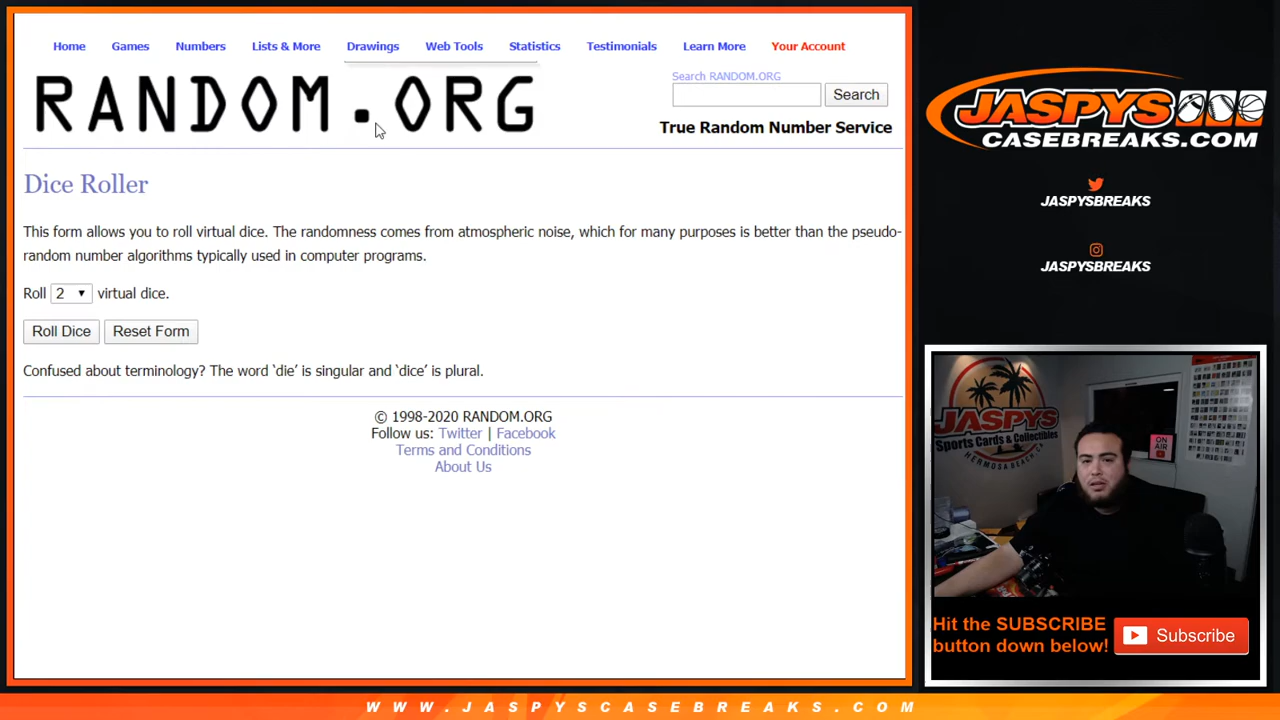 Home Games Numbers Lists & More Drawings Web Tools Statistics Testimonials Learn More Your Account
RANDOM.ORG
Search RANDOM.ORG
Search
True Random Number Service
Dice Roller
This form allows you to roll virtual dice. The randomness comes from atmospheric noise, which for many purposes is better than the pseudo-
random number algorithms typically used in computer programs.
Roll 2 virtual dice.
Roll Dice Reset Form
Confused about terminology? The word ‘die’ is singular and ‘dice’ is plural.
© 1998-2020 RANDOM.ORG
Follow us: Twitter | Facebook
Terms and Conditions
About Us
JASPYS
CASEBREAKS.COM
JASPYSBREAKS
JASPYSBREAKS
JASPYS
Sports Cards & Collectibles
HERMOSA BEACH, CA
ON
AIR
Hit the SUBSCRIBE
button down below!
Subscribe
WWW.JASPYSCASEBREAKS.COM